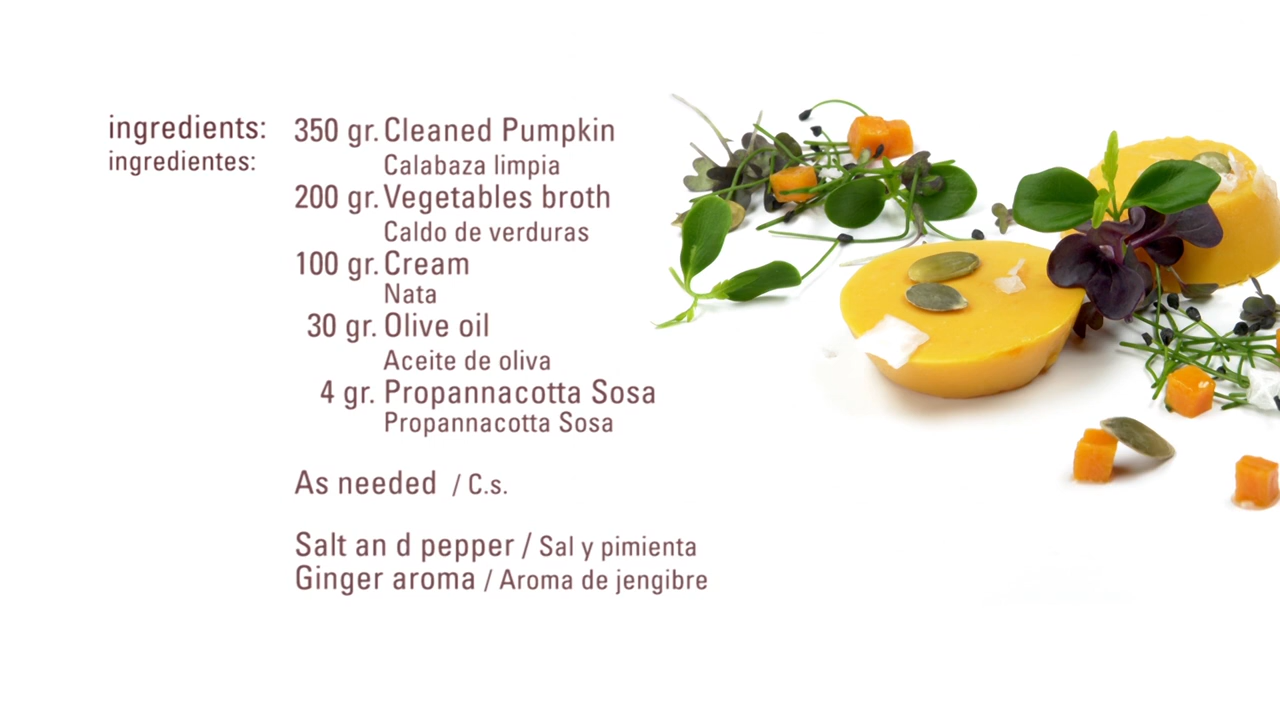 ingredients:
ingredientes:
350 gr. Cleaned Pumpkin
Calabaza limpia
200 gr. Vegetables broth
Caldo de verduras
100 gr. Cream
Nata
30 gr. Olive oil
Aceite de oliva
4 gr. Propannacotta Sosa
Propannacotta Sosa
As needed / C.s.
Salt an d pepper / Sal y pimienta
Ginger aroma / Aroma de jengibre